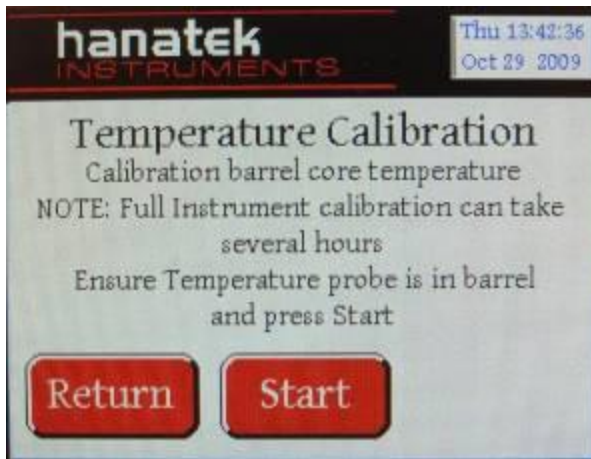 hanatek
INSTRUMENTS
Thu 13:42:36
Oct 29 2009
Temperature Calibration
Calibration barrel core temperature
NOTE: Full Instrument calibration can take
several hours
Ensure Temperature probe is in barrel
and press Start
Return
Start